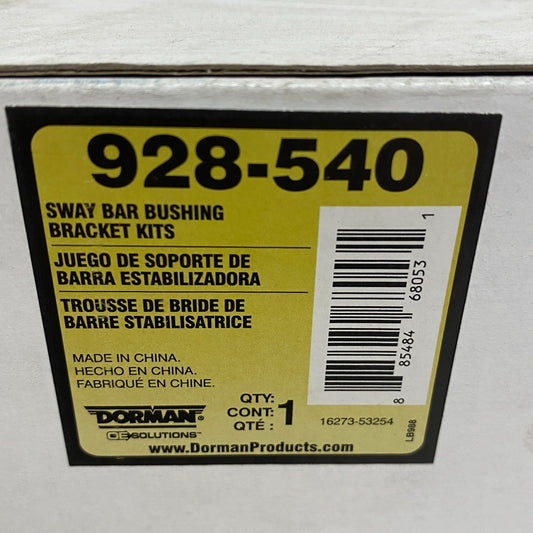 928-540
SWAY BAR BUSHING
BRACKET KITS
JUEGO DE SOPORTE DE
BARRA ESTABILIZADORA
TROUSSE DE BRIDE DE
BARRE STABILISATRICE
MADE IN CHINA.
HECHO EN CHINA.
FABRIQUÉ EN CHINE.
DORMAN®
OE SOLUTIONS™
QTY:
CONT: 1
QTÉ :
8 85484 68053 1
16273-53254
LB988
www.DormanProducts.com